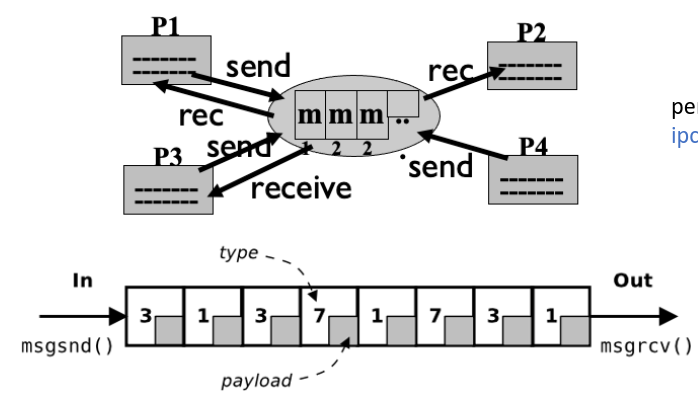 P1
P2
send
rec
m m m ..
1 2 2
rec
send
P3
P4
send
receive
per
ipc
type
In
Out
3 1 3 7 1 7 3 1
msgsnd()
msgrcv()
payload